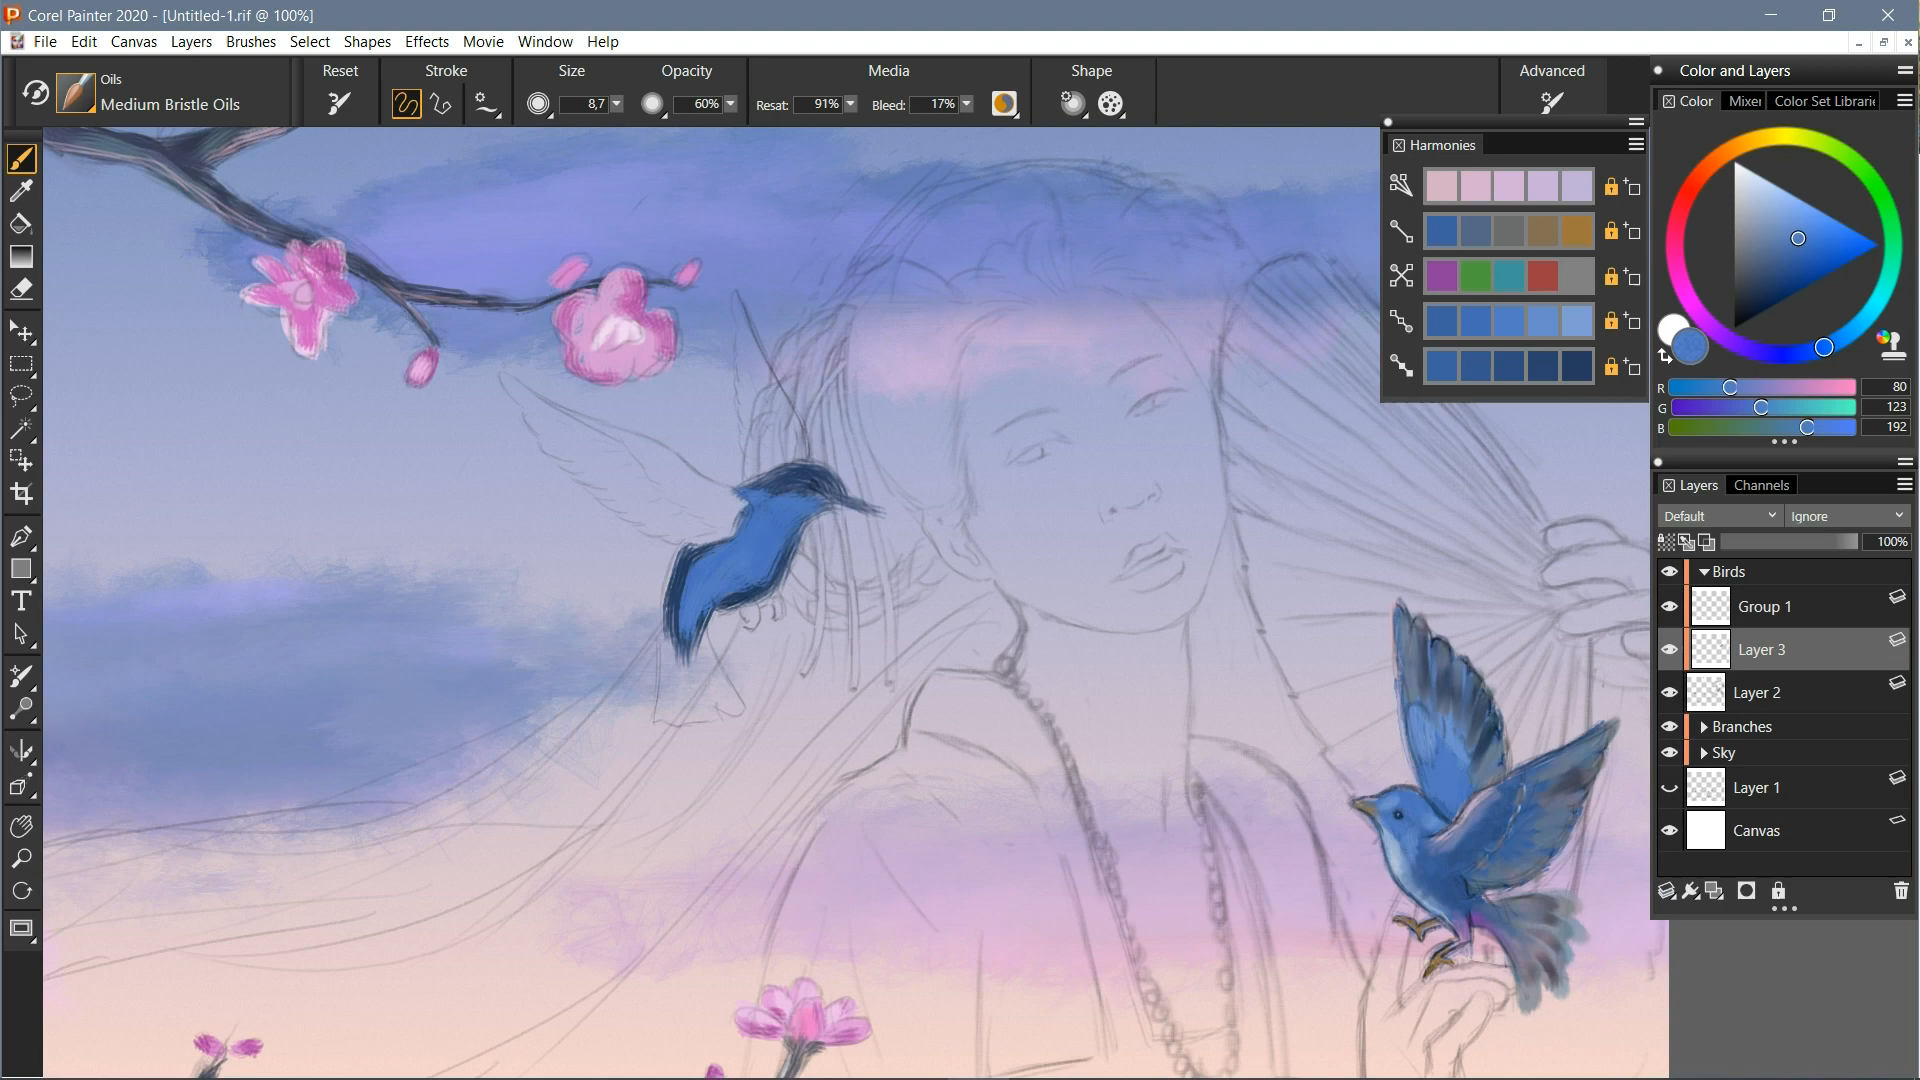 Corel Painter 2020 - [Untitled-1.rif @ 100%]
File Edit Canvas Layers Brushes Select Shapes Effects Movie Window Help
Oils
Medium Bristle Oils
Reset
Stroke
Size
8,7
Opacity
60%
Media
Resat: 91%
Bleed: 17%
Shape
Advanced
Harmonies
Color and Layers
Color Mixer Color Set Librarie
R 80
G 123
B 192
Layers Channels
Default Ignore
100%
Birds
Group 1
Layer 3
Layer 2
Branches
Sky
Layer 1
Canvas
T